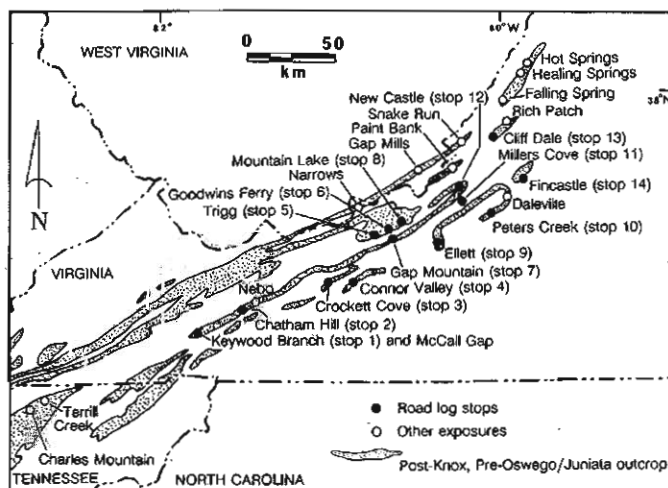 82°
80°W
WEST VIRGINIA
0 50
km
Hot Springs
Healing Springs
Falling Spring
38°N
New Castle (stop 12)
Rich Patch
Snake Run
Paint Bank
Cliff Dale (stop 13)
Gap Mills
Millers Cove (stop 11)
Mountain Lake (stop 8)
Narrows
Fincastle (stop 14)
Goodwins Ferry (stop 6)
Daleville
Trigg (stop 5)
Peters Creek (stop 10)
N
Ellett (stop 9)
VIRGINIA
Gap Mountain (stop 7)
Nebo
Connor Valley (stop 4)
Crockett Cove (stop 3)
Chatham Hill (stop 2)
Keywood Branch (stop 1) and McCall Gap
Terrill
Creek
Road log stops
Other exposures
Charles Mountain
Post-Knox, Pre-Oswego/Juniata outcrop
TENNESSEE
NORTH CAROLINA